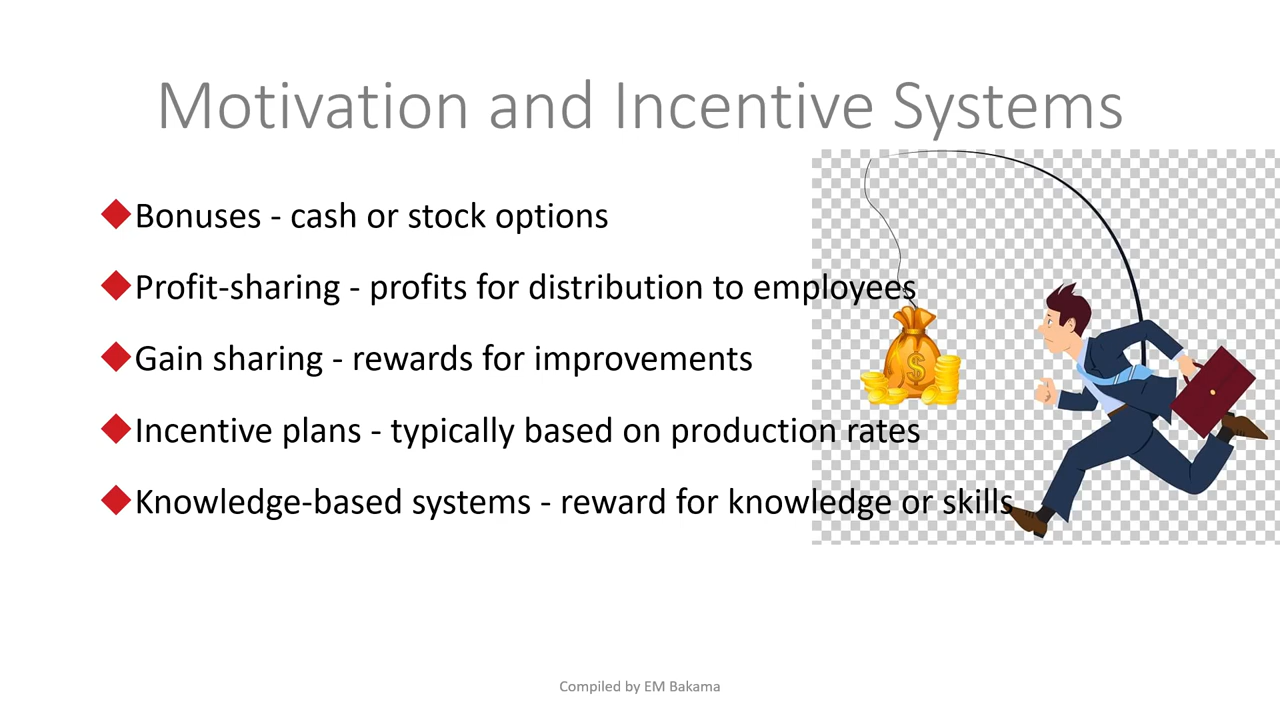 Motivation and Incentive Systems
Bonuses - cash or stock options
Profit-sharing - profits for distribution to employees
Gain sharing - rewards for improvements
Incentive plans - typically based on production rates
Knowledge-based systems - reward for knowledge or skills
$
Compiled by EM Bakama